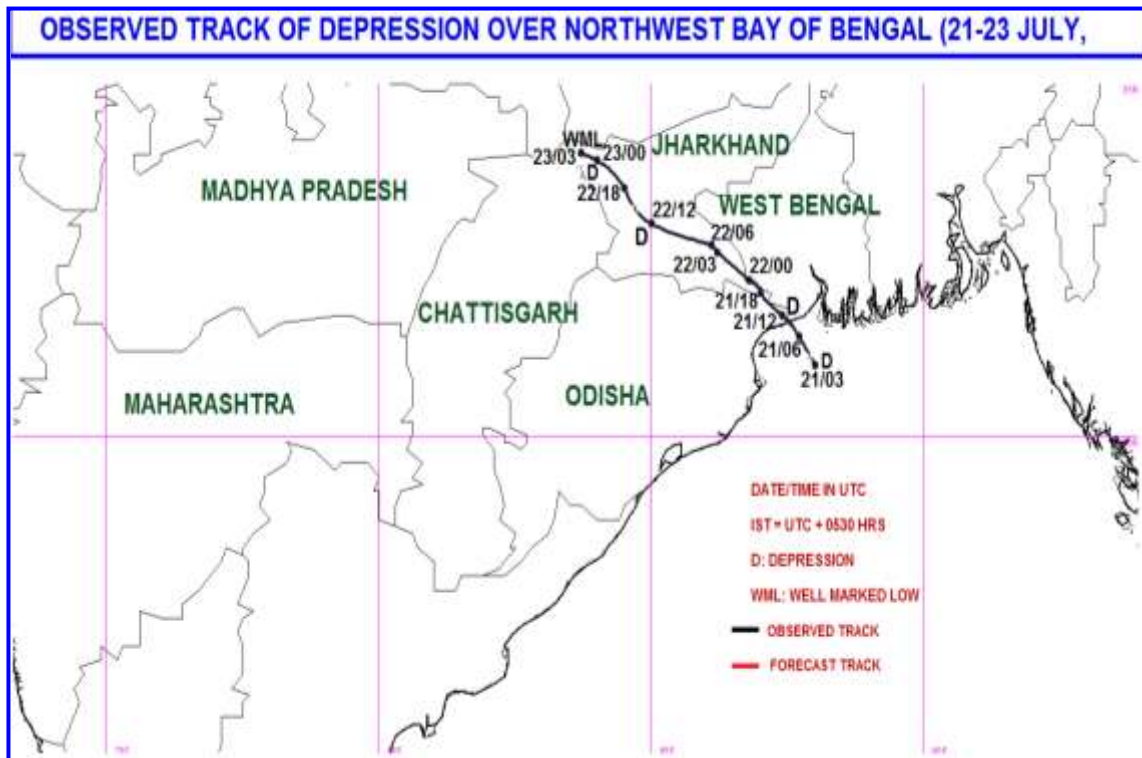 OBSERVED TRACK OF DEPRESSION OVER NORTHWEST BAY OF BENGAL (21-23 JULY,
WML
23/03
23/00
D
22/18
JHARKHAND
MADHYA PRADESH
22/12
WEST BENGAL
D
22/06
22/03
22/00
21/18
D
CHATTISGARH
21/12
21/06
D
21/03
MAHARASHTRA
ODISHA
DATE/TIME IN UTC
IST = UTC + 0530 HRS
D: DEPRESSION
WML: WELL MARKED LOW
OBSERVED TRACK
FORECAST TRACK